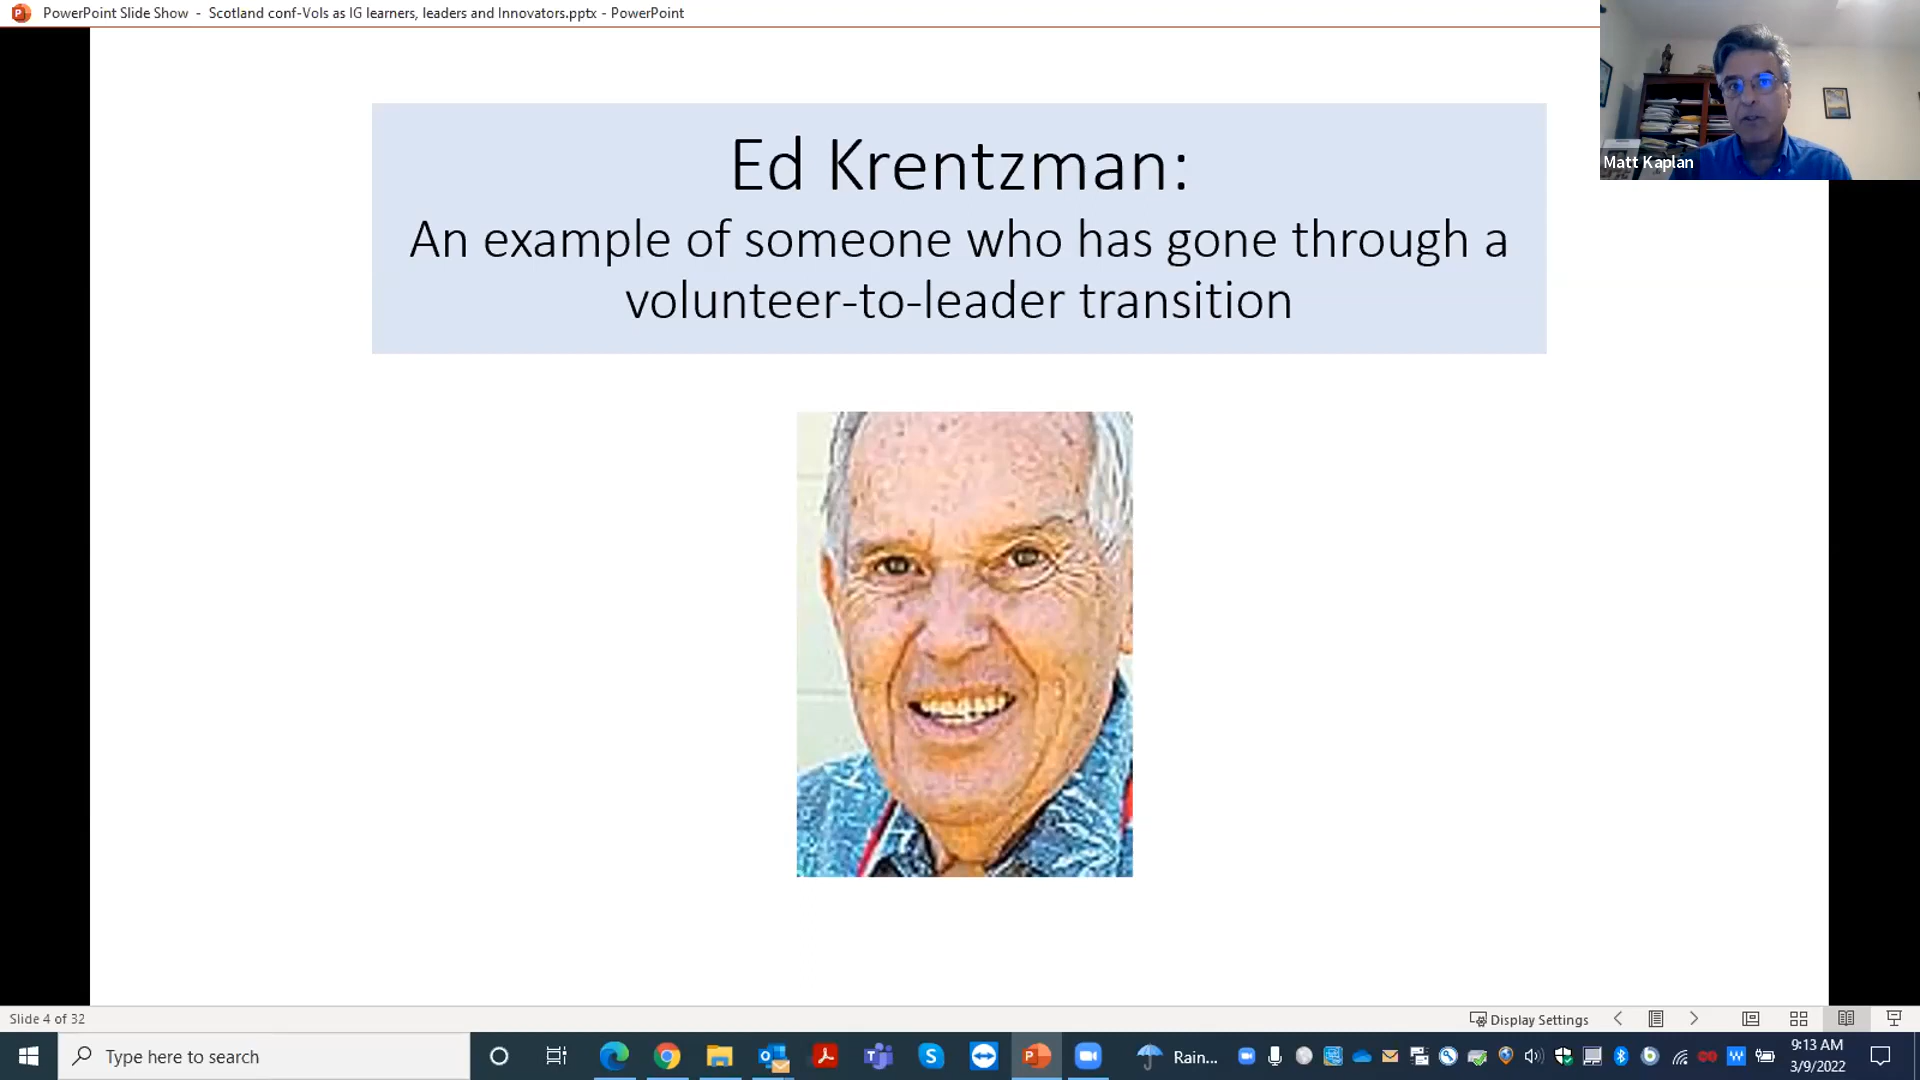 PowerPoint Slide Show - Scotland conf-Vols as IG learners, leaders and Innovators.pptx - PowerPoint
Matt Kaplan
Ed Krentzman:
An example of someone who has gone through a
volunteer-to-leader transition
Slide 4 of 32
Display Settings
Type here to search
Rain...
9:13 AM
3/9/2022